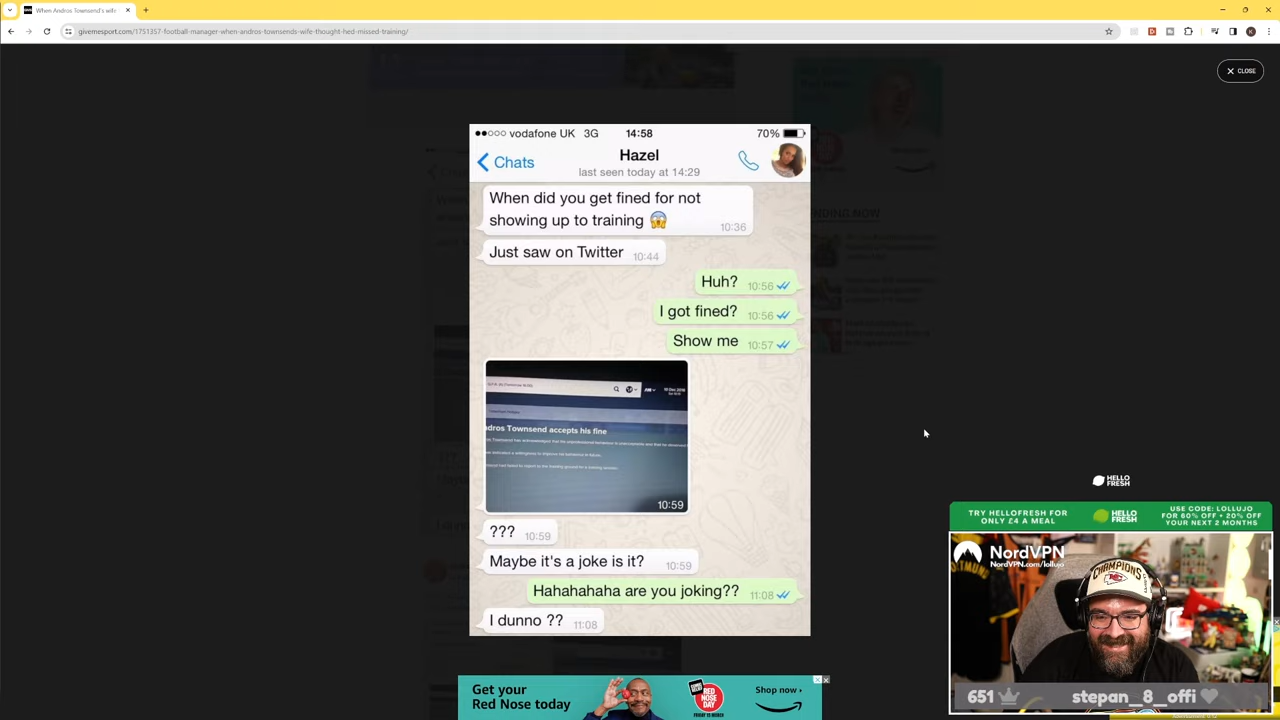 When Andros Townsend's wife
givemesport.com/1751357-football-manager-when-andros-townsends-wife-thought-hed-missed-training/
CLOSE
vodafone UK 3G 14:58 70%
Chats
Hazel
last seen today at 14:29
When did you get fined for not
showing up to training 😱 10:36
Just saw on Twitter 10:44
Huh? 10:56
I got fined? 10:56
Show me 10:57
dros Townsend accepts his fine
10:59
??? 10:59
Maybe it's a joke is it? 10:59
Hahahahaha are you joking?? 11:08
I dunno ?? 11:08
NDING NOW
HELLO
FRESH
TRY HELLOFRESH FOR
ONLY £4 A MEAL
HELLO
FRESH
USE CODE: LOLLUJO
FOR 60% OFF + 20% OFF
YOUR NEXT 2 MONTHS
NordVPN
NordVPN.com/lollujo
CHAMPIONS
651
stepan_8_offi
Get your
Red Nose today
RED
NOSE
DAY
Shop now ›